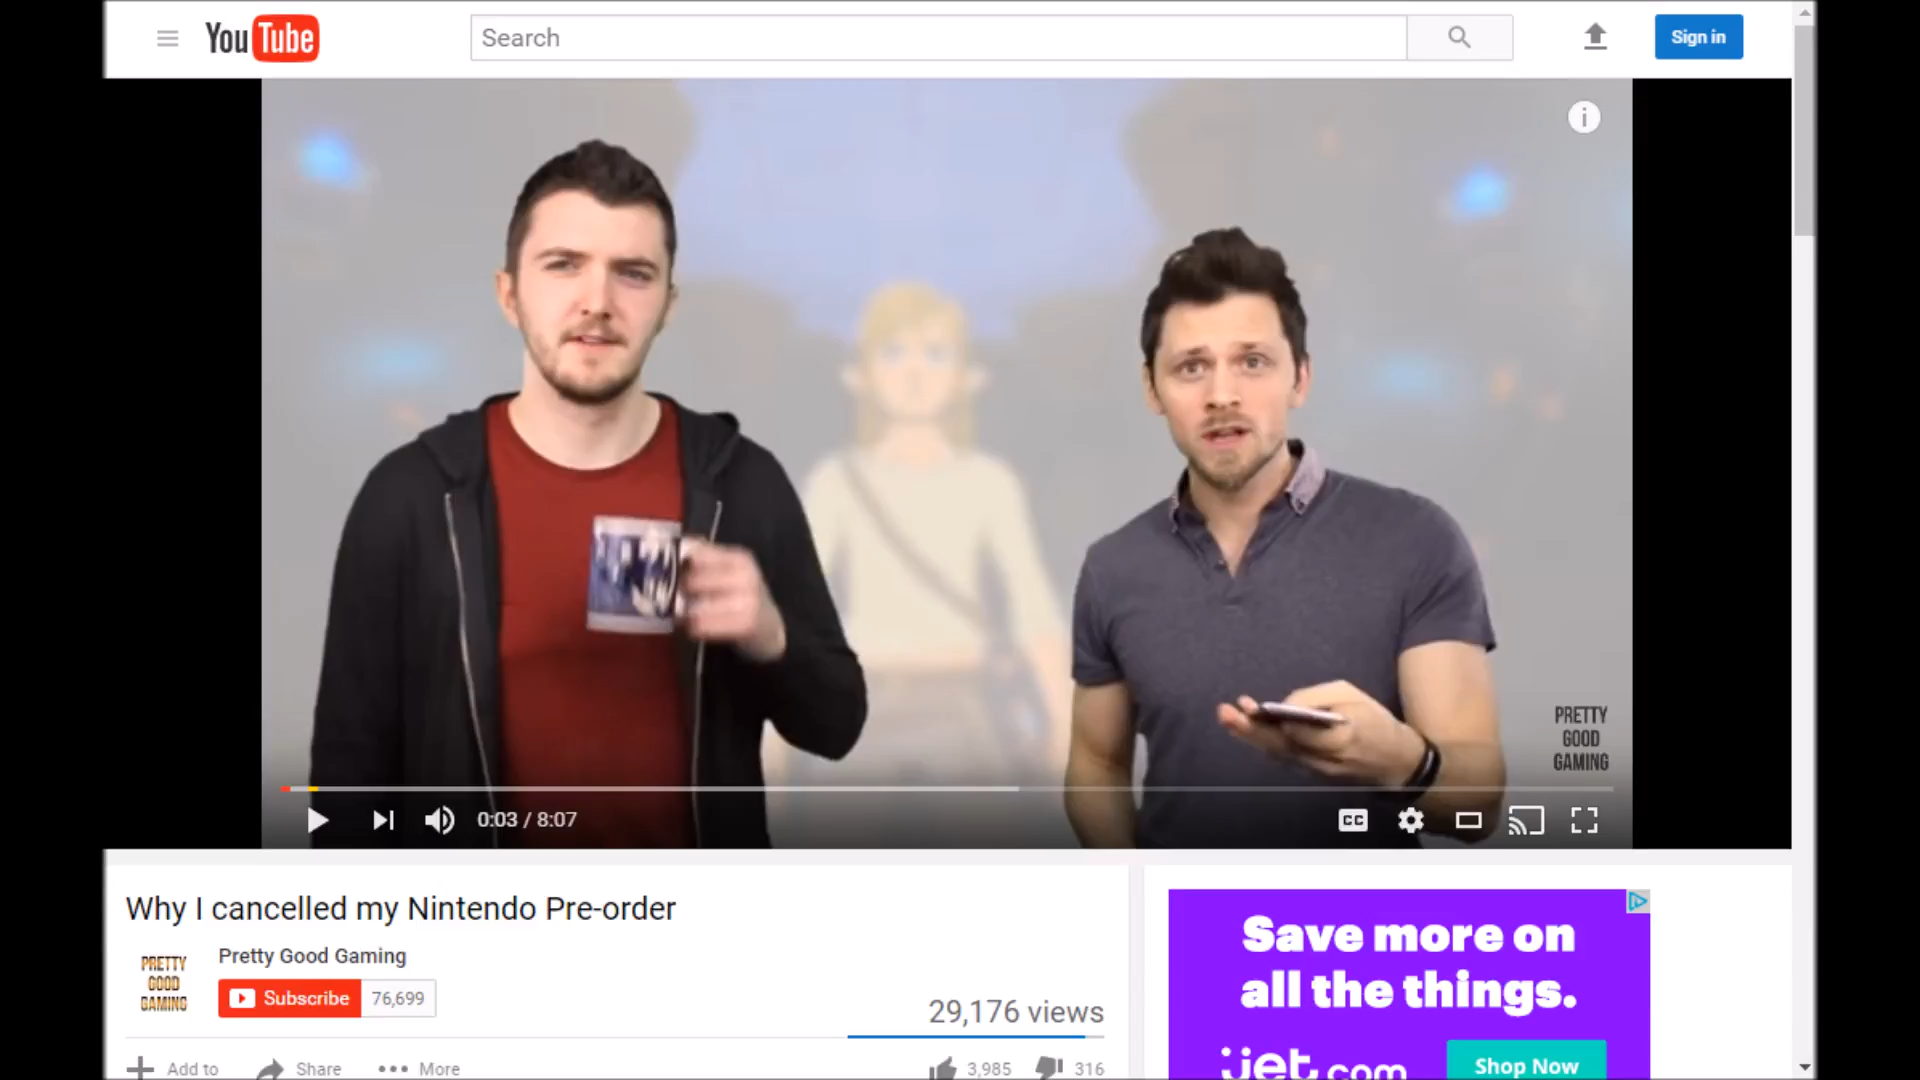 YouTube
Search
Sign in
PRETTY
GOOD
GAMING
0:03 / 8:07
CC
Why I cancelled my Nintendo Pre-order
PRETTY
GOOD
GAMING
Pretty Good Gaming
Subscribe 76,699
29,176 views
Add to Share More
3,985 316
Save more on
all the things.
jet.com
Shop Now